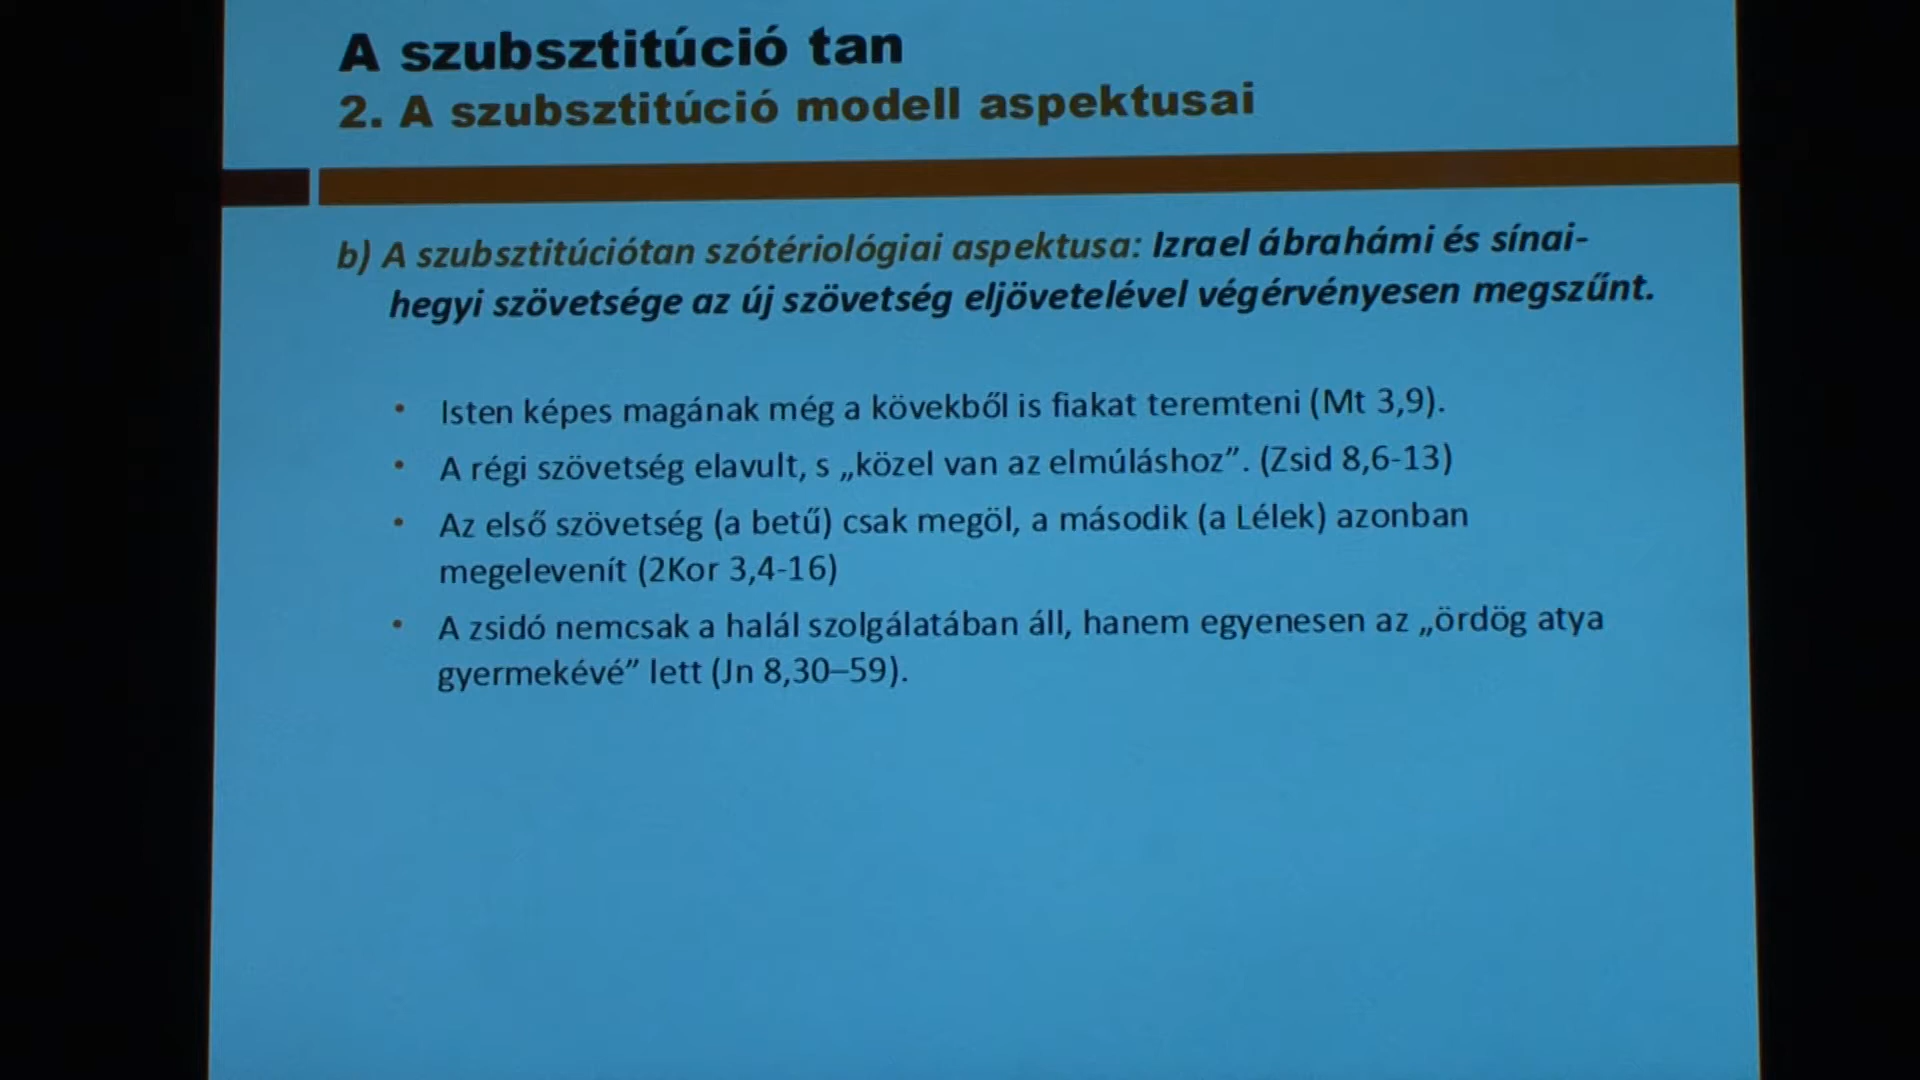 A szubsztitúció tan
2. A szubsztitúció modell aspektusai
b) A szubsztitúciótan szótériológiai aspektusa: Izrael ábrahámi és sínai-
hegyi szövetsége az új szövetség eljövetelével végérvényesen megszűnt.
• Isten képes magának még a kövekből is fiakat teremteni (Mt 3,9).
• A régi szövetség elavult, s „közel van az elmúláshoz”. (Zsid 8,6-13)
• Az első szövetség (a betű) csak megöl, a második (a Lélek) azonban
megelevenít (2Kor 3,4-16)
• A zsidó nemcsak a halál szolgálatában áll, hanem egyenesen az „ördög atya
gyermekévé” lett (Jn 8,30–59).